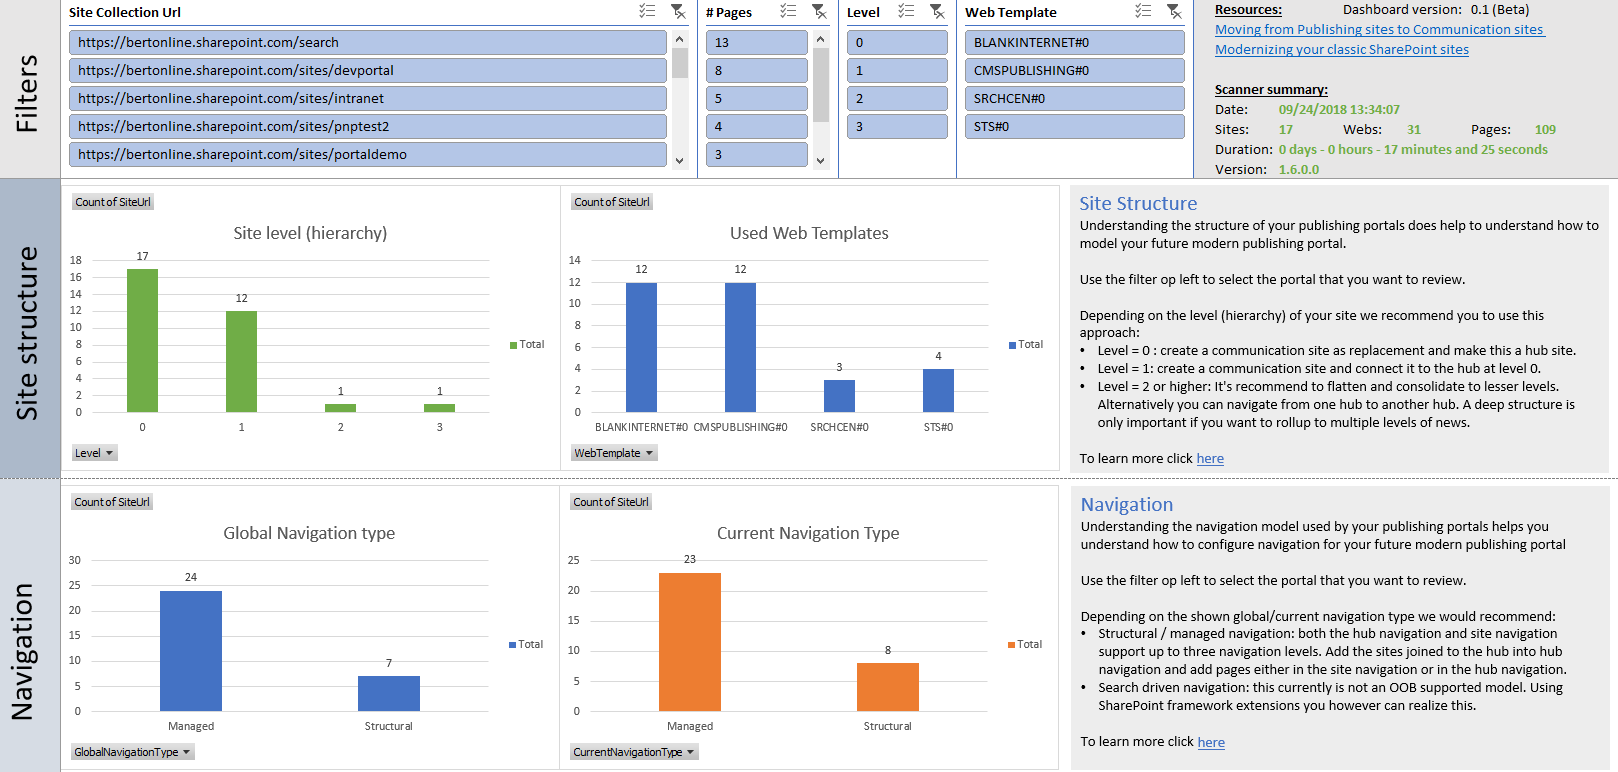 Filters
Site Collection Url
https://bertonline.sharepoint.com/search
https://bertonline.sharepoint.com/sites/devportal
https://bertonline.sharepoint.com/sites/intranet
https://bertonline.sharepoint.com/sites/pnptest2
https://bertonline.sharepoint.com/sites/portaldemo
# Pages
13
8
5
4
3
Level
0
1
2
3
Web Template
BLANKINTERNET#0
CMSPUBLISHING#0
SRCHCEN#0
STS#0
Resources: Dashboard version: 0.1 (Beta)
Moving from Publishing sites to Communication sites
Modernizing your classic SharePoint sites
Scanner summary:
Date: 09/24/2018 13:34:07
Sites: 17 Webs: 31 Pages: 109
Duration: 0 days - 0 hours - 17 minutes and 25 seconds
Version: 1.6.0.0
Site structure
Count of SiteUrl
Site level (hierarchy)
18
16
14
12
10
8
6
4
2
0
17
12
1
1
0 1 2 3
Total
Level
Count of SiteUrl
Used Web Templates
14
12
10
8
6
4
2
0
12
12
3
4
BLANKINTERNET#0 CMSPUBLISHING#0 SRCHCEN#0 STS#0
Total
WebTemplate
Site Structure
Understanding the structure of your publishing portals does help to understand how to
model your future modern publishing portal.
Use the filter op left to select the portal that you want to review.
Depending on the level (hierarchy) of your site we recommend you to use this
approach:
• Level = 0 : create a communication site as replacement and make this a hub site.
• Level = 1: create a communication site and connect it to the hub at level 0.
• Level = 2 or higher: It's recommend to flatten and consolidate to lesser levels.
Alternatively you can navigate from one hub to another hub. A deep structure is
only important if you want to rollup to multiple levels of news.
To learn more click here
Navigation
Count of SiteUrl
Global Navigation type
30
25
20
15
10
5
0
24
7
Managed Structural
Total
GlobalNavigationType
Count of SiteUrl
Current Navigation Type
25
20
15
10
5
0
23
8
Managed Structural
Total
CurrentNavigationType
Navigation
Understanding the navigation model used by your publishing portals helps you
understand how to configure navigation for your future modern publishing portal
Use the filter op left to select the portal that you want to review.
Depending on the shown global/current navigation type we would recommend:
• Structural / managed navigation: both the hub navigation and site navigation
support up to three navigation levels. Add the sites joined to the hub into hub
navigation and add pages either in the site navigation or in the hub navigation.
• Search driven navigation: this currently is not an OOB supported model. Using
SharePoint framework extensions you however can realize this.
To learn more click here